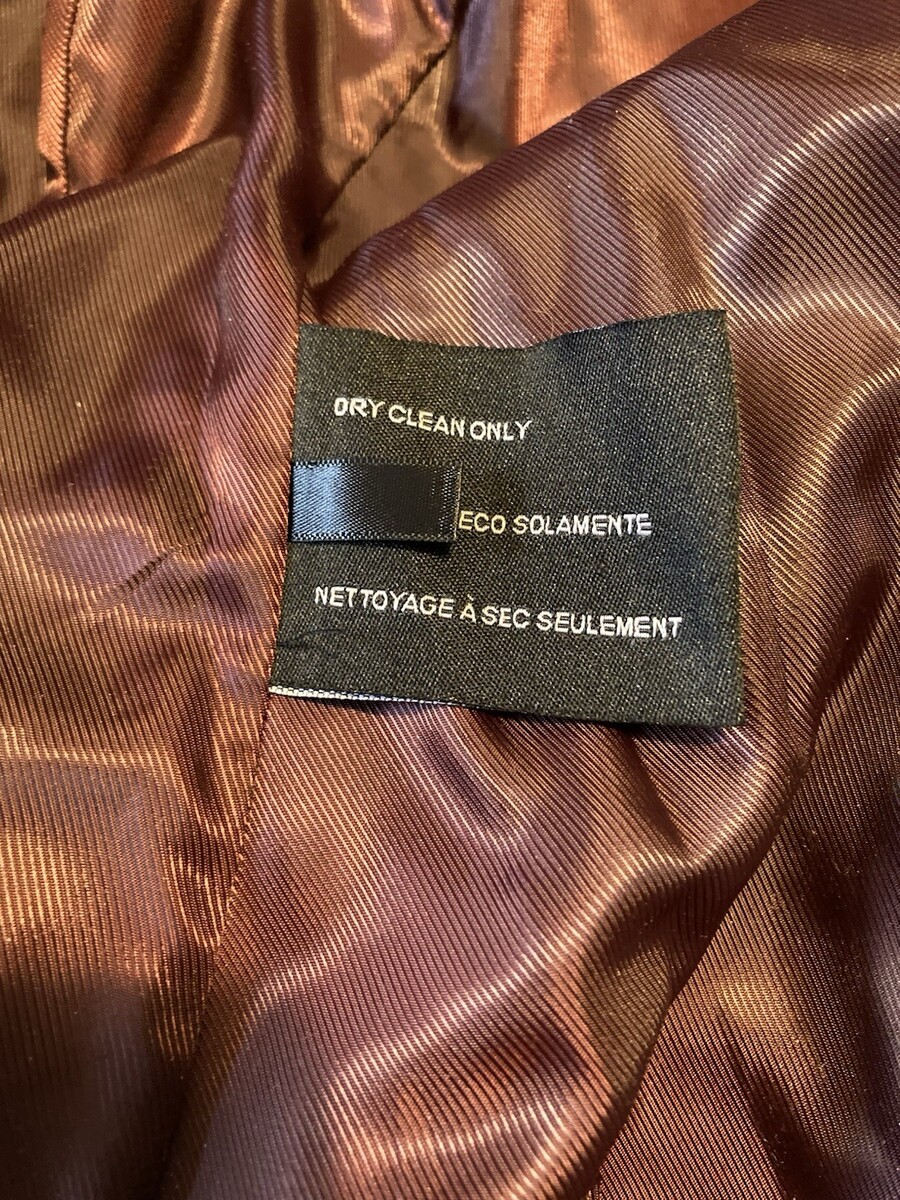 DRY CLEAN ONLY
ECO SOLAMENTE
NETTOYAGE À SEC SEULEMENT